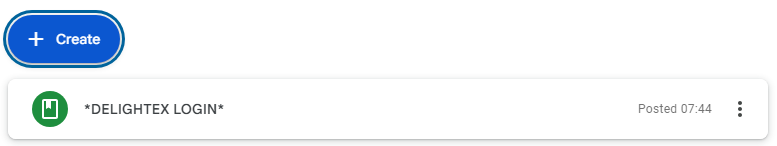 Create
*DELIGHTEX LOGIN*
Posted 07:44